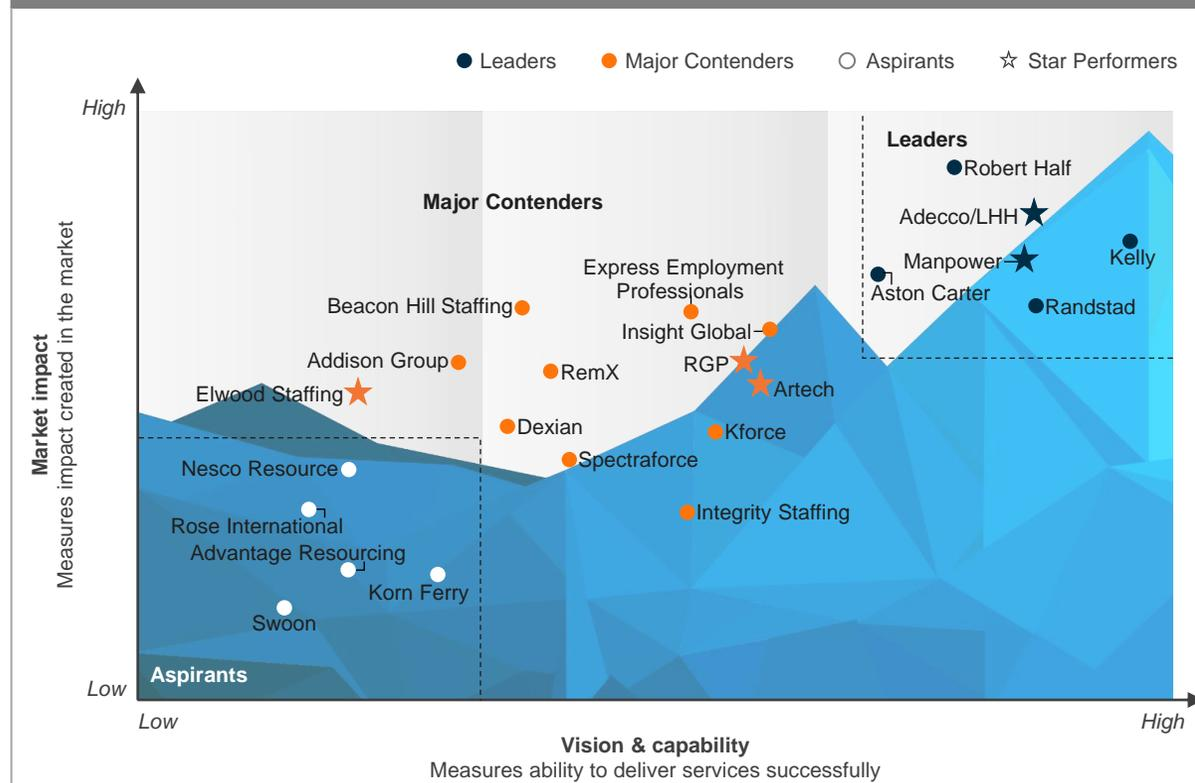 Leaders
Major Contenders
Aspirants
Star Performers
High
Leaders
Robert Half
Major Contenders
Adecco/LHH
Manpower
Kelly
Express Employment
Professionals
Aston Carter
Beacon Hill Staffing
Randstad
Insight Global
Addison Group
RGP
RemX
Elwood Staffing
Artech
Dexian
Kforce
Spectraforce
Nesco Resource
Integrity Staffing
Rose International
Advantage Resourcing
Korn Ferry
Swoon
Aspirants
Market impact
Measures impact created in the market
Low
Low
High
Vision & capability
Measures ability to deliver services successfully